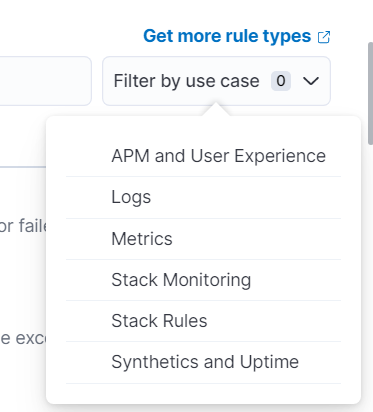 Get more rule types
Filter by use case 0
APM and User Experience
Logs
or faile
Metrics
Stack Monitoring
Stack Rules
e exc
Synthetics and Uptime